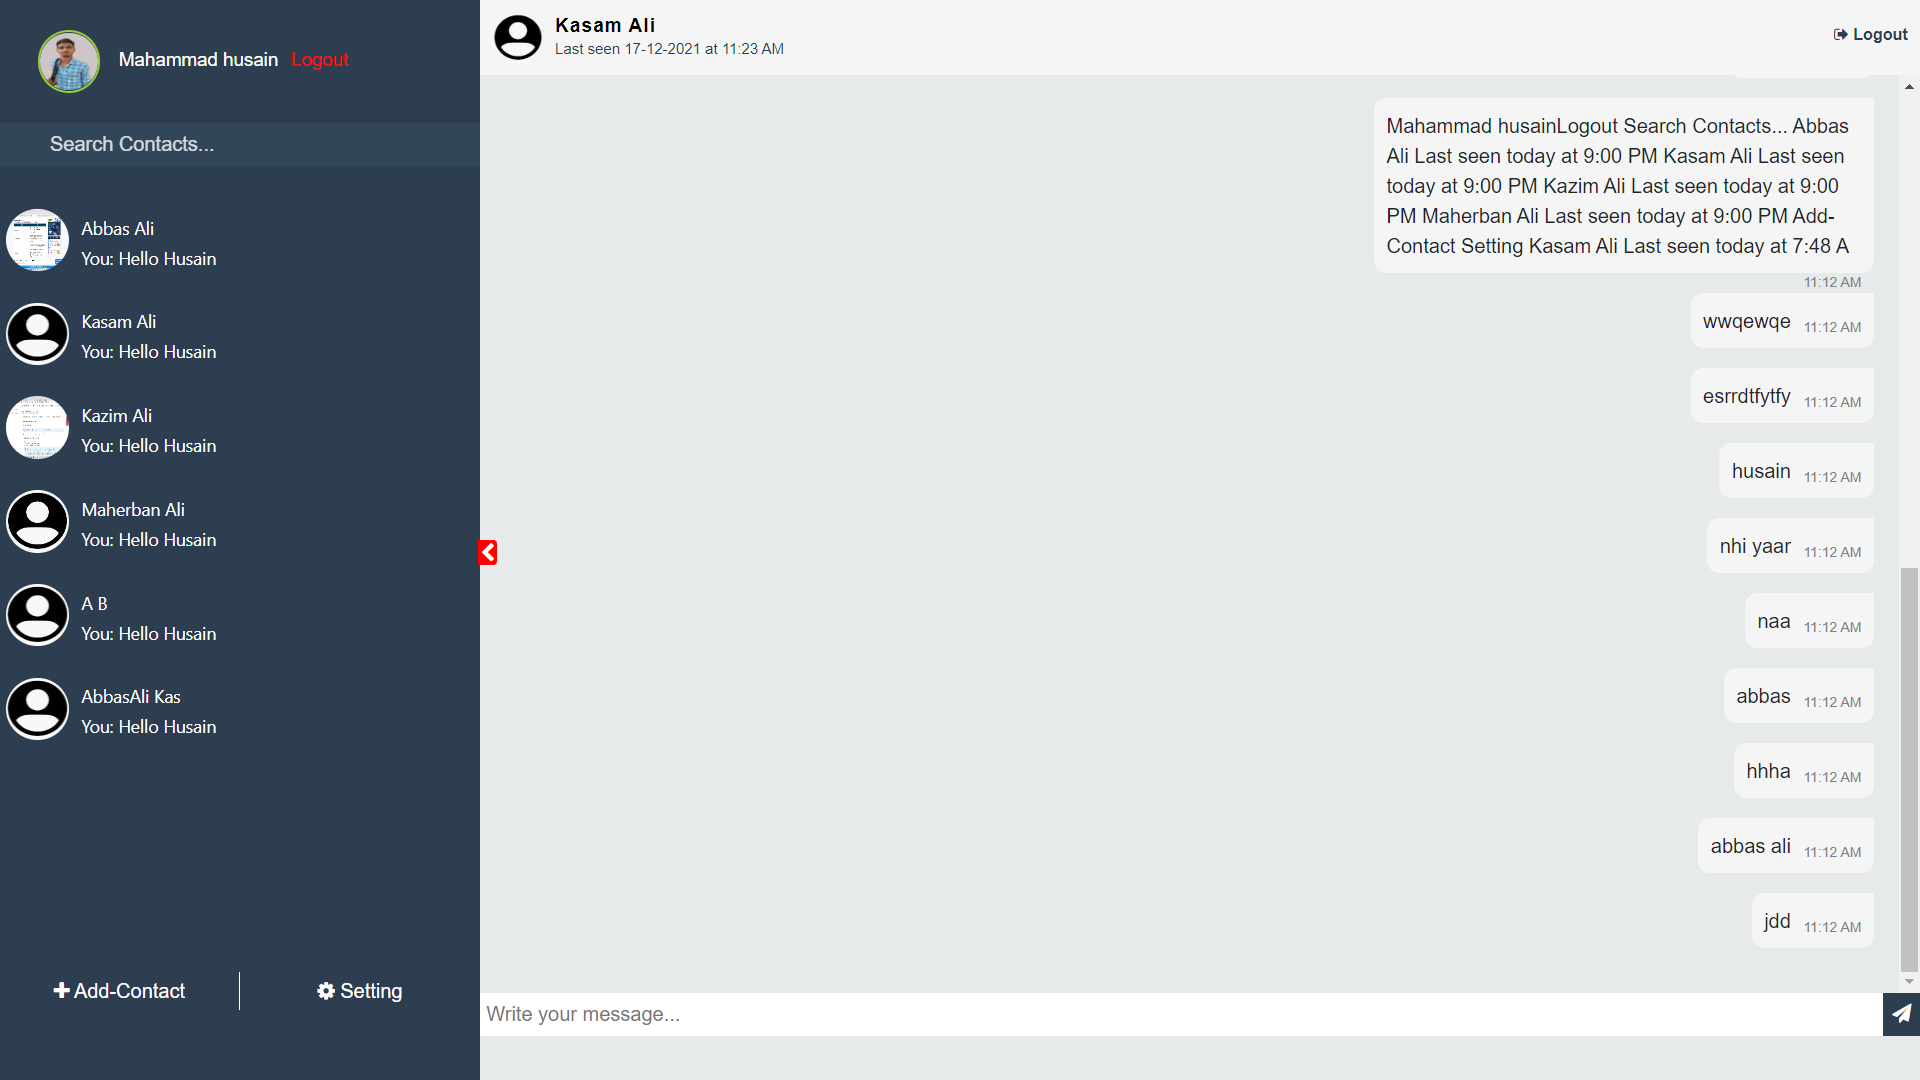 Mahammad husain Logout
Search Contacts...
Abbas Ali
You: Hello Husain
Kasam Ali
You: Hello Husain
Kazim Ali
You: Hello Husain
Maherban Ali
You: Hello Husain
A B
You: Hello Husain
AbbasAli Kas
You: Hello Husain
Add-Contact
Setting
Kasam Ali
Last seen 17-12-2021 at 11:23 AM
Logout
Mahammad husainLogout Search Contacts... Abbas
Ali Last seen today at 9:00 PM Kasam Ali Last seen
today at 9:00 PM Kazim Ali Last seen today at 9:00
PM Maherban Ali Last seen today at 9:00 PM Add-
Contact Setting Kasam Ali Last seen today at 7:48 A
11:12 AM
wwqewqe 11:12 AM
esrrdtfytfy 11:12 AM
husain 11:12 AM
nhi yaar 11:12 AM
naa 11:12 AM
abbas 11:12 AM
hhha 11:12 AM
abbas ali 11:12 AM
jdd 11:12 AM
Write your message...